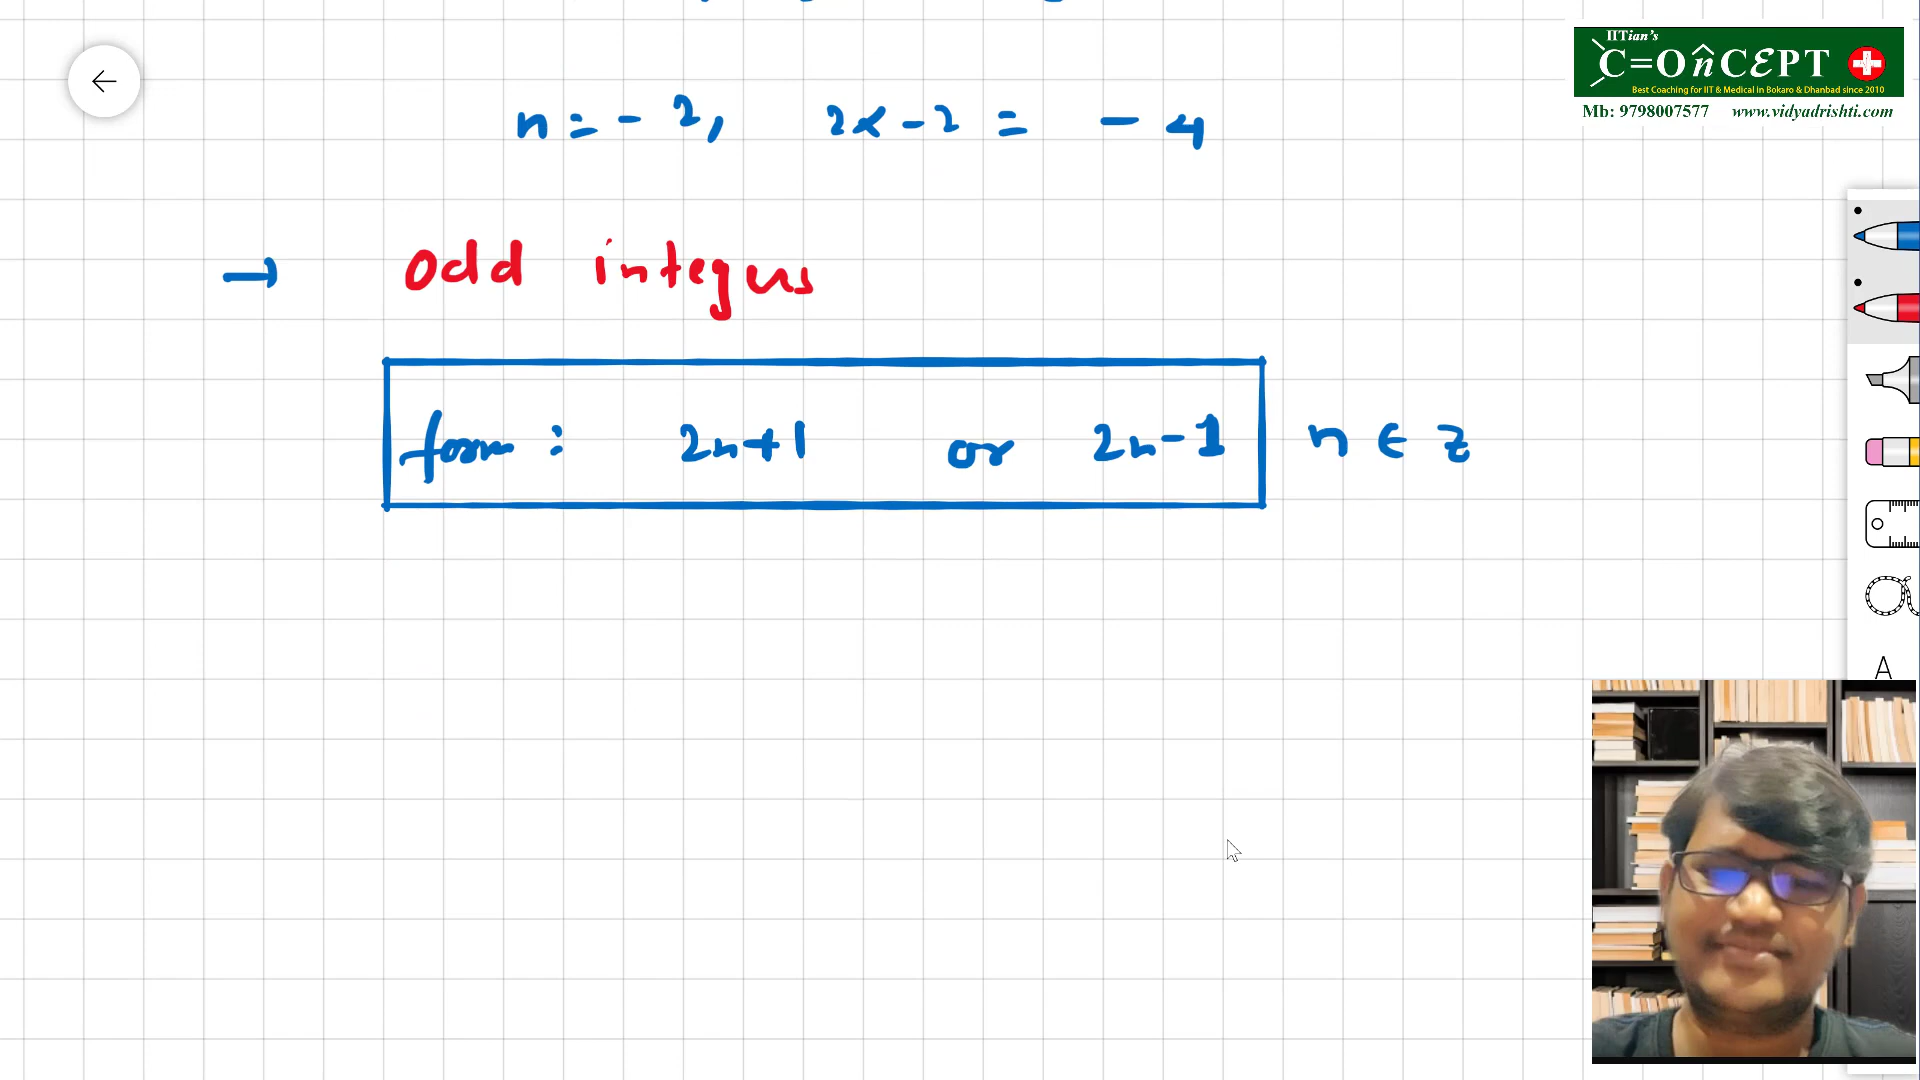 IITian's
C=OnCEPT
Best Coaching for IIT & Medical in Bokaro & Dhanbad since 2010
Mb: 9798007577 www.vidyadrishti.com
n = - 2, 2x - 2 = - 4
→ odd integers
form : 2n+1 or 2n-1 n ∈ z
A